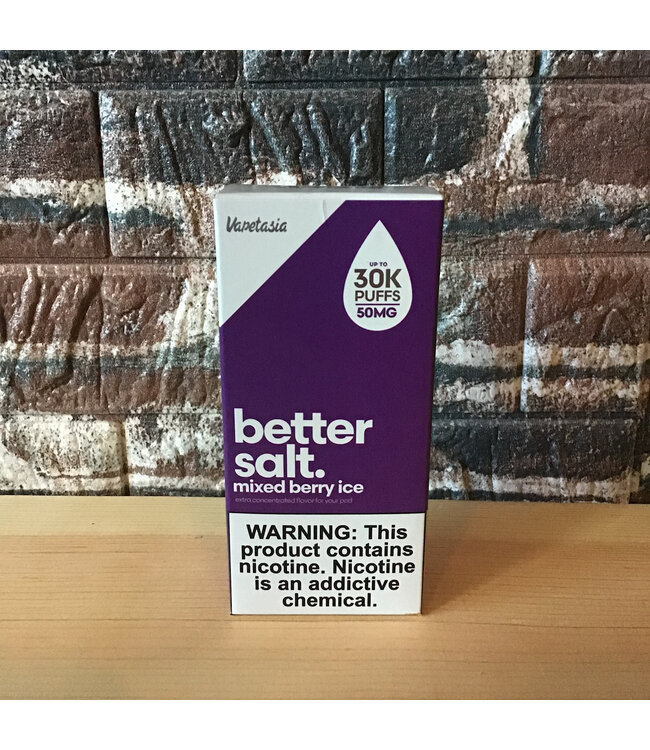 Vapetasia
UP TO
30K
PUFFS
50MG
better
salt.
mixed berry ice
extra concentrated flavor for your pod
WARNING: This
product contains
nicotine. Nicotine
is an addictive
chemical.